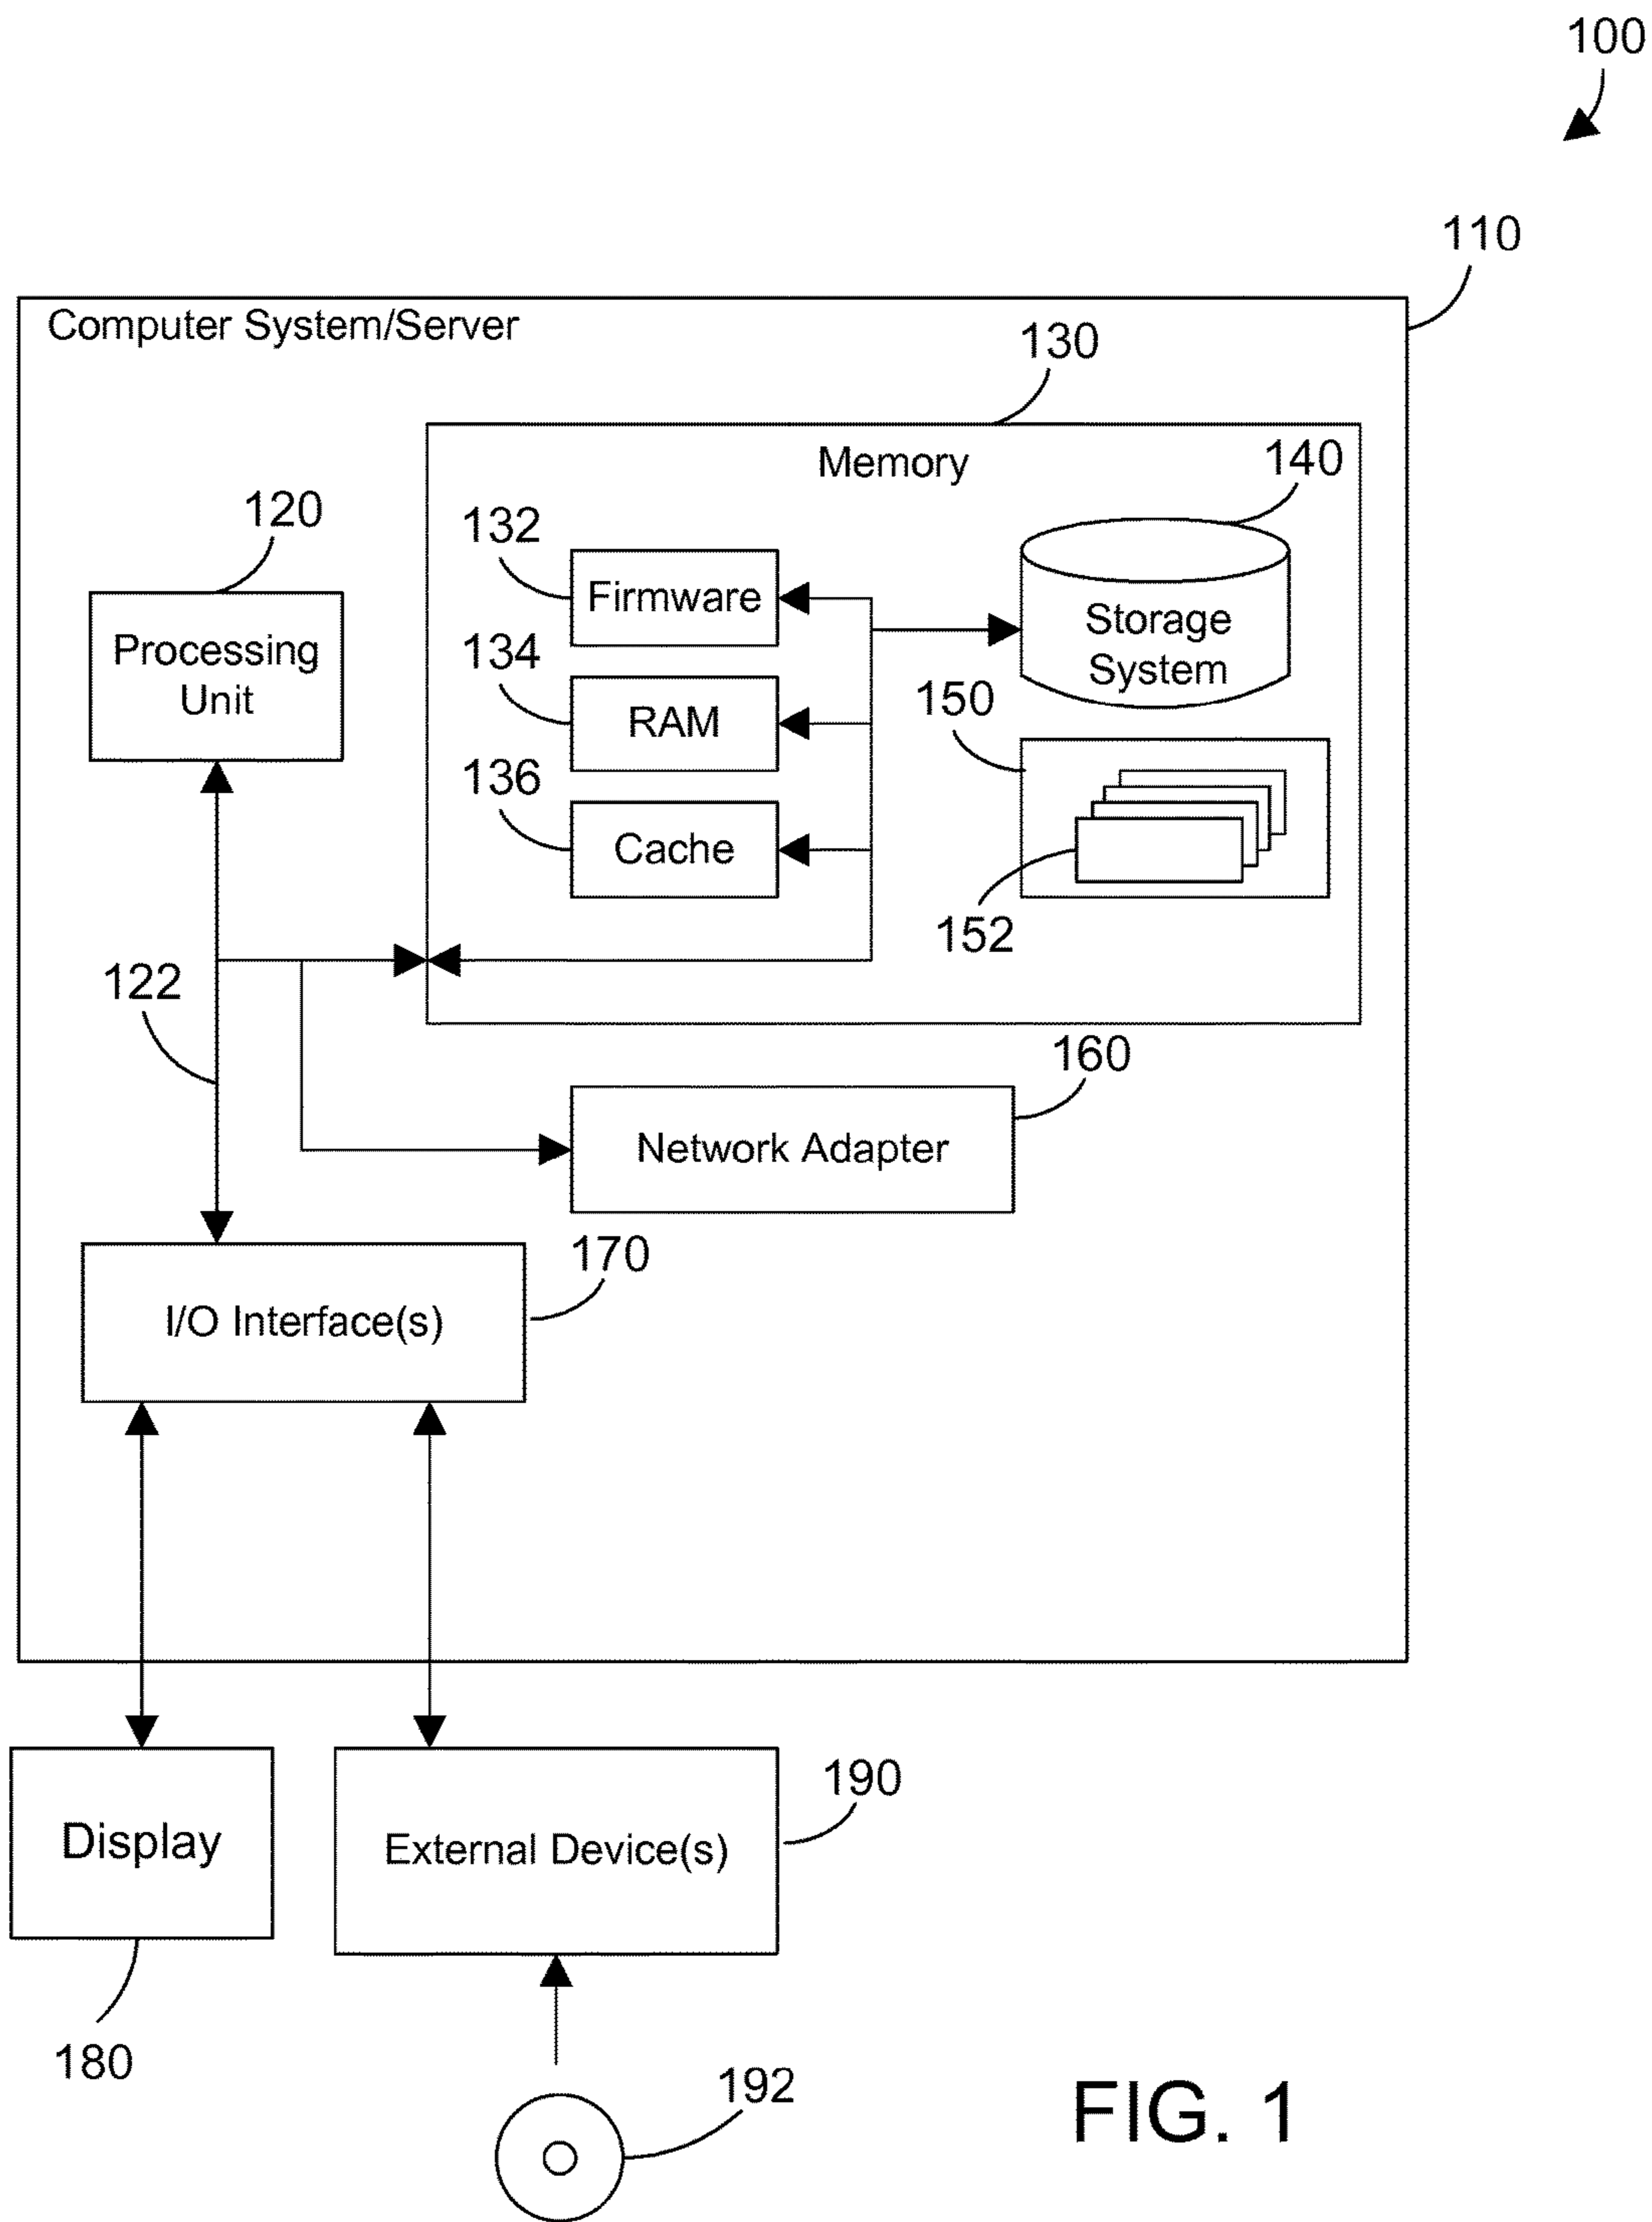 100
110
Computer System/Server
130
Memory
140
120
132
Firmware
Processing
Unit
134
RAM
Storage
System
150
136
Cache
152
122
160
Network Adapter
170
I/O Interface(s)
190
Display
External Device(s)
180
192
FIG. 1